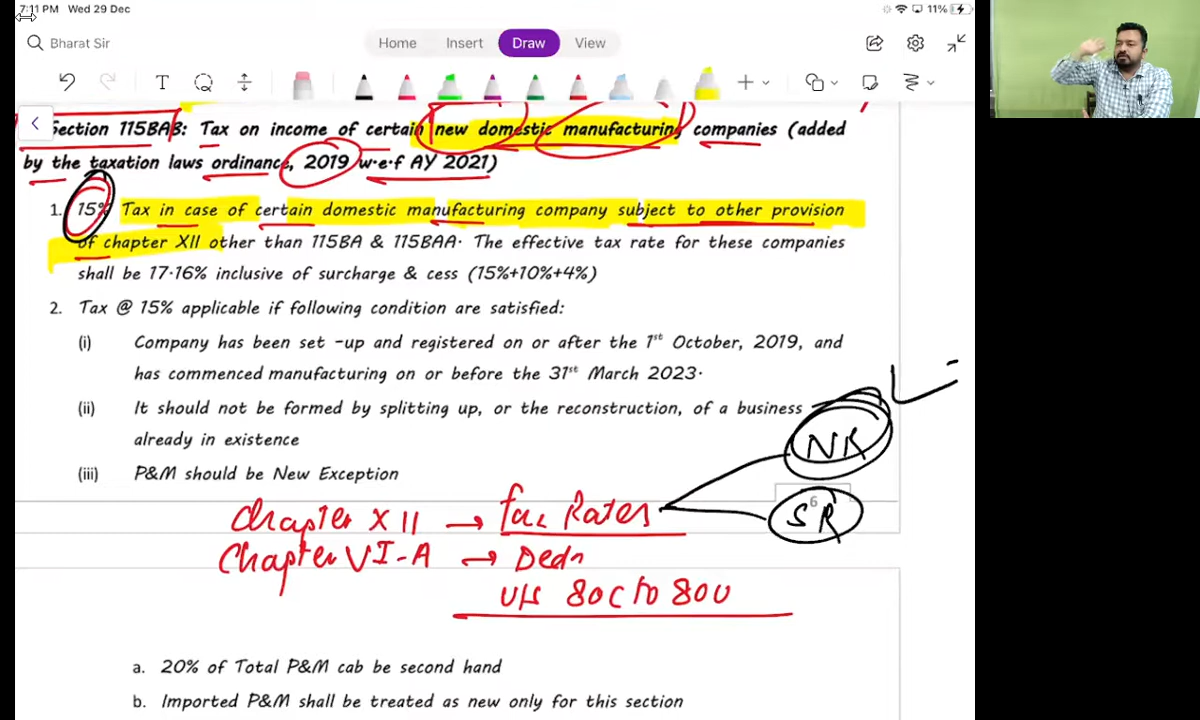 7:11 PM Wed 29 Dec
11%
Bharat Sir
Home Insert Draw View
Section 115BAB: Tax on income of certain new domestic manufacturing companies (added
by the taxation laws ordinance, 2019 w.e.f AY 2021)
1. 15% Tax in case of certain domestic manufacturing company subject to other provision
of chapter XII other than 115BA & 115BAA. The effective tax rate for these companies
shall be 17.16% inclusive of surcharge & cess (15%+10%+4%)
2. Tax @ 15% applicable if following condition are satisfied:
(i) Company has been set -up and registered on or after the 1st October, 2019, and
has commenced manufacturing on or before the 31st March 2023.
(ii) It should not be formed by splitting up, or the reconstruction, of a business
already in existence
NR
(iii) P&M should be New Exception
6
Chapter XII → Tax Rates
SR
Chapter VI-A → Dedn
U/s 80C to 80U
a. 20% of Total P&M cab be second hand
b. Imported P&M shall be treated as new only for this section